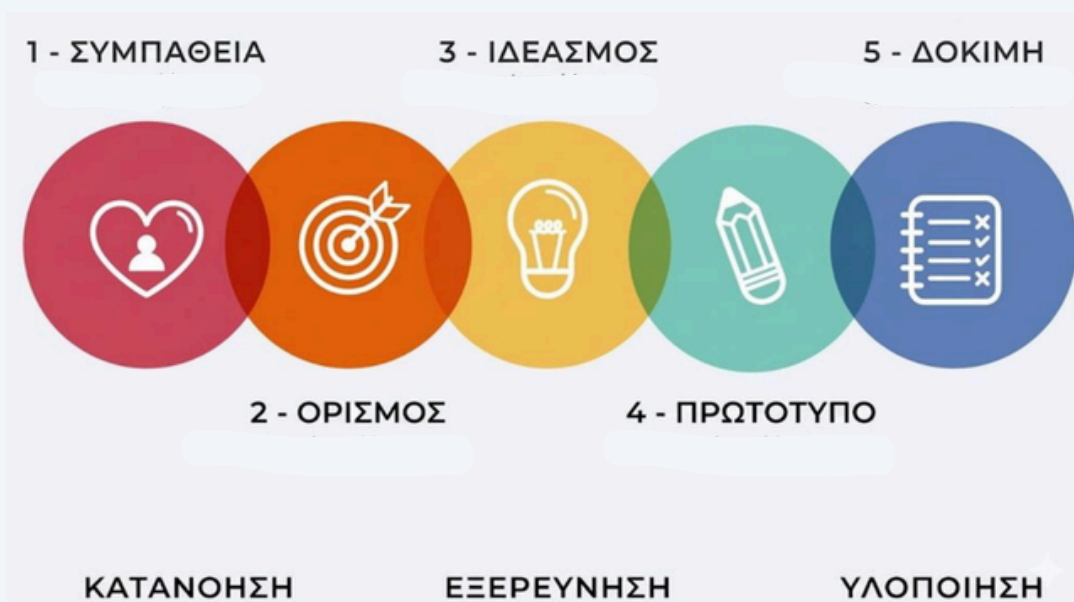 1 - ΣΥΜΠΑΘΕΙΑ
3 - ΙΔΕΑΣΜΟΣ
5 - ΔΟΚΙΜΗ
2 - ΟΡΙΣΜΟΣ
4 - ΠΡΩΤΟΤΥΠΟ
ΚΑΤΑΝΟΗΣΗ
ΕΞΕΡΕΥΝΗΣΗ
ΥΛΟΠΟΙΗΣΗ